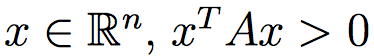 x ∈ ℝⁿ, xᵀAx > 0